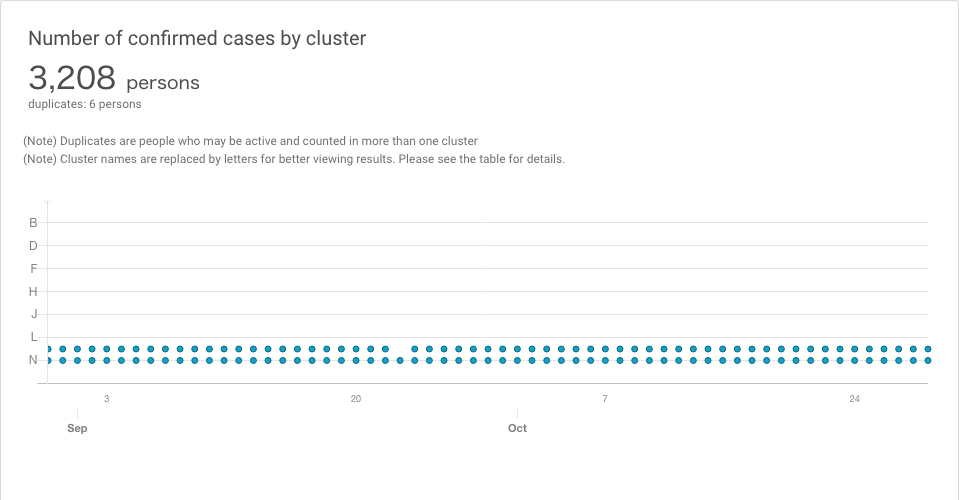 Number of confirmed cases by cluster
3,208 persons
duplicates: 6 persons
(Note) Duplicates are people who may be active and counted in more than one cluster
(Note) Cluster names are replaced by letters for better viewing results. Please see the table for details.
B
D
F
H
J
L
N
3 20 7 24
Sep Oct